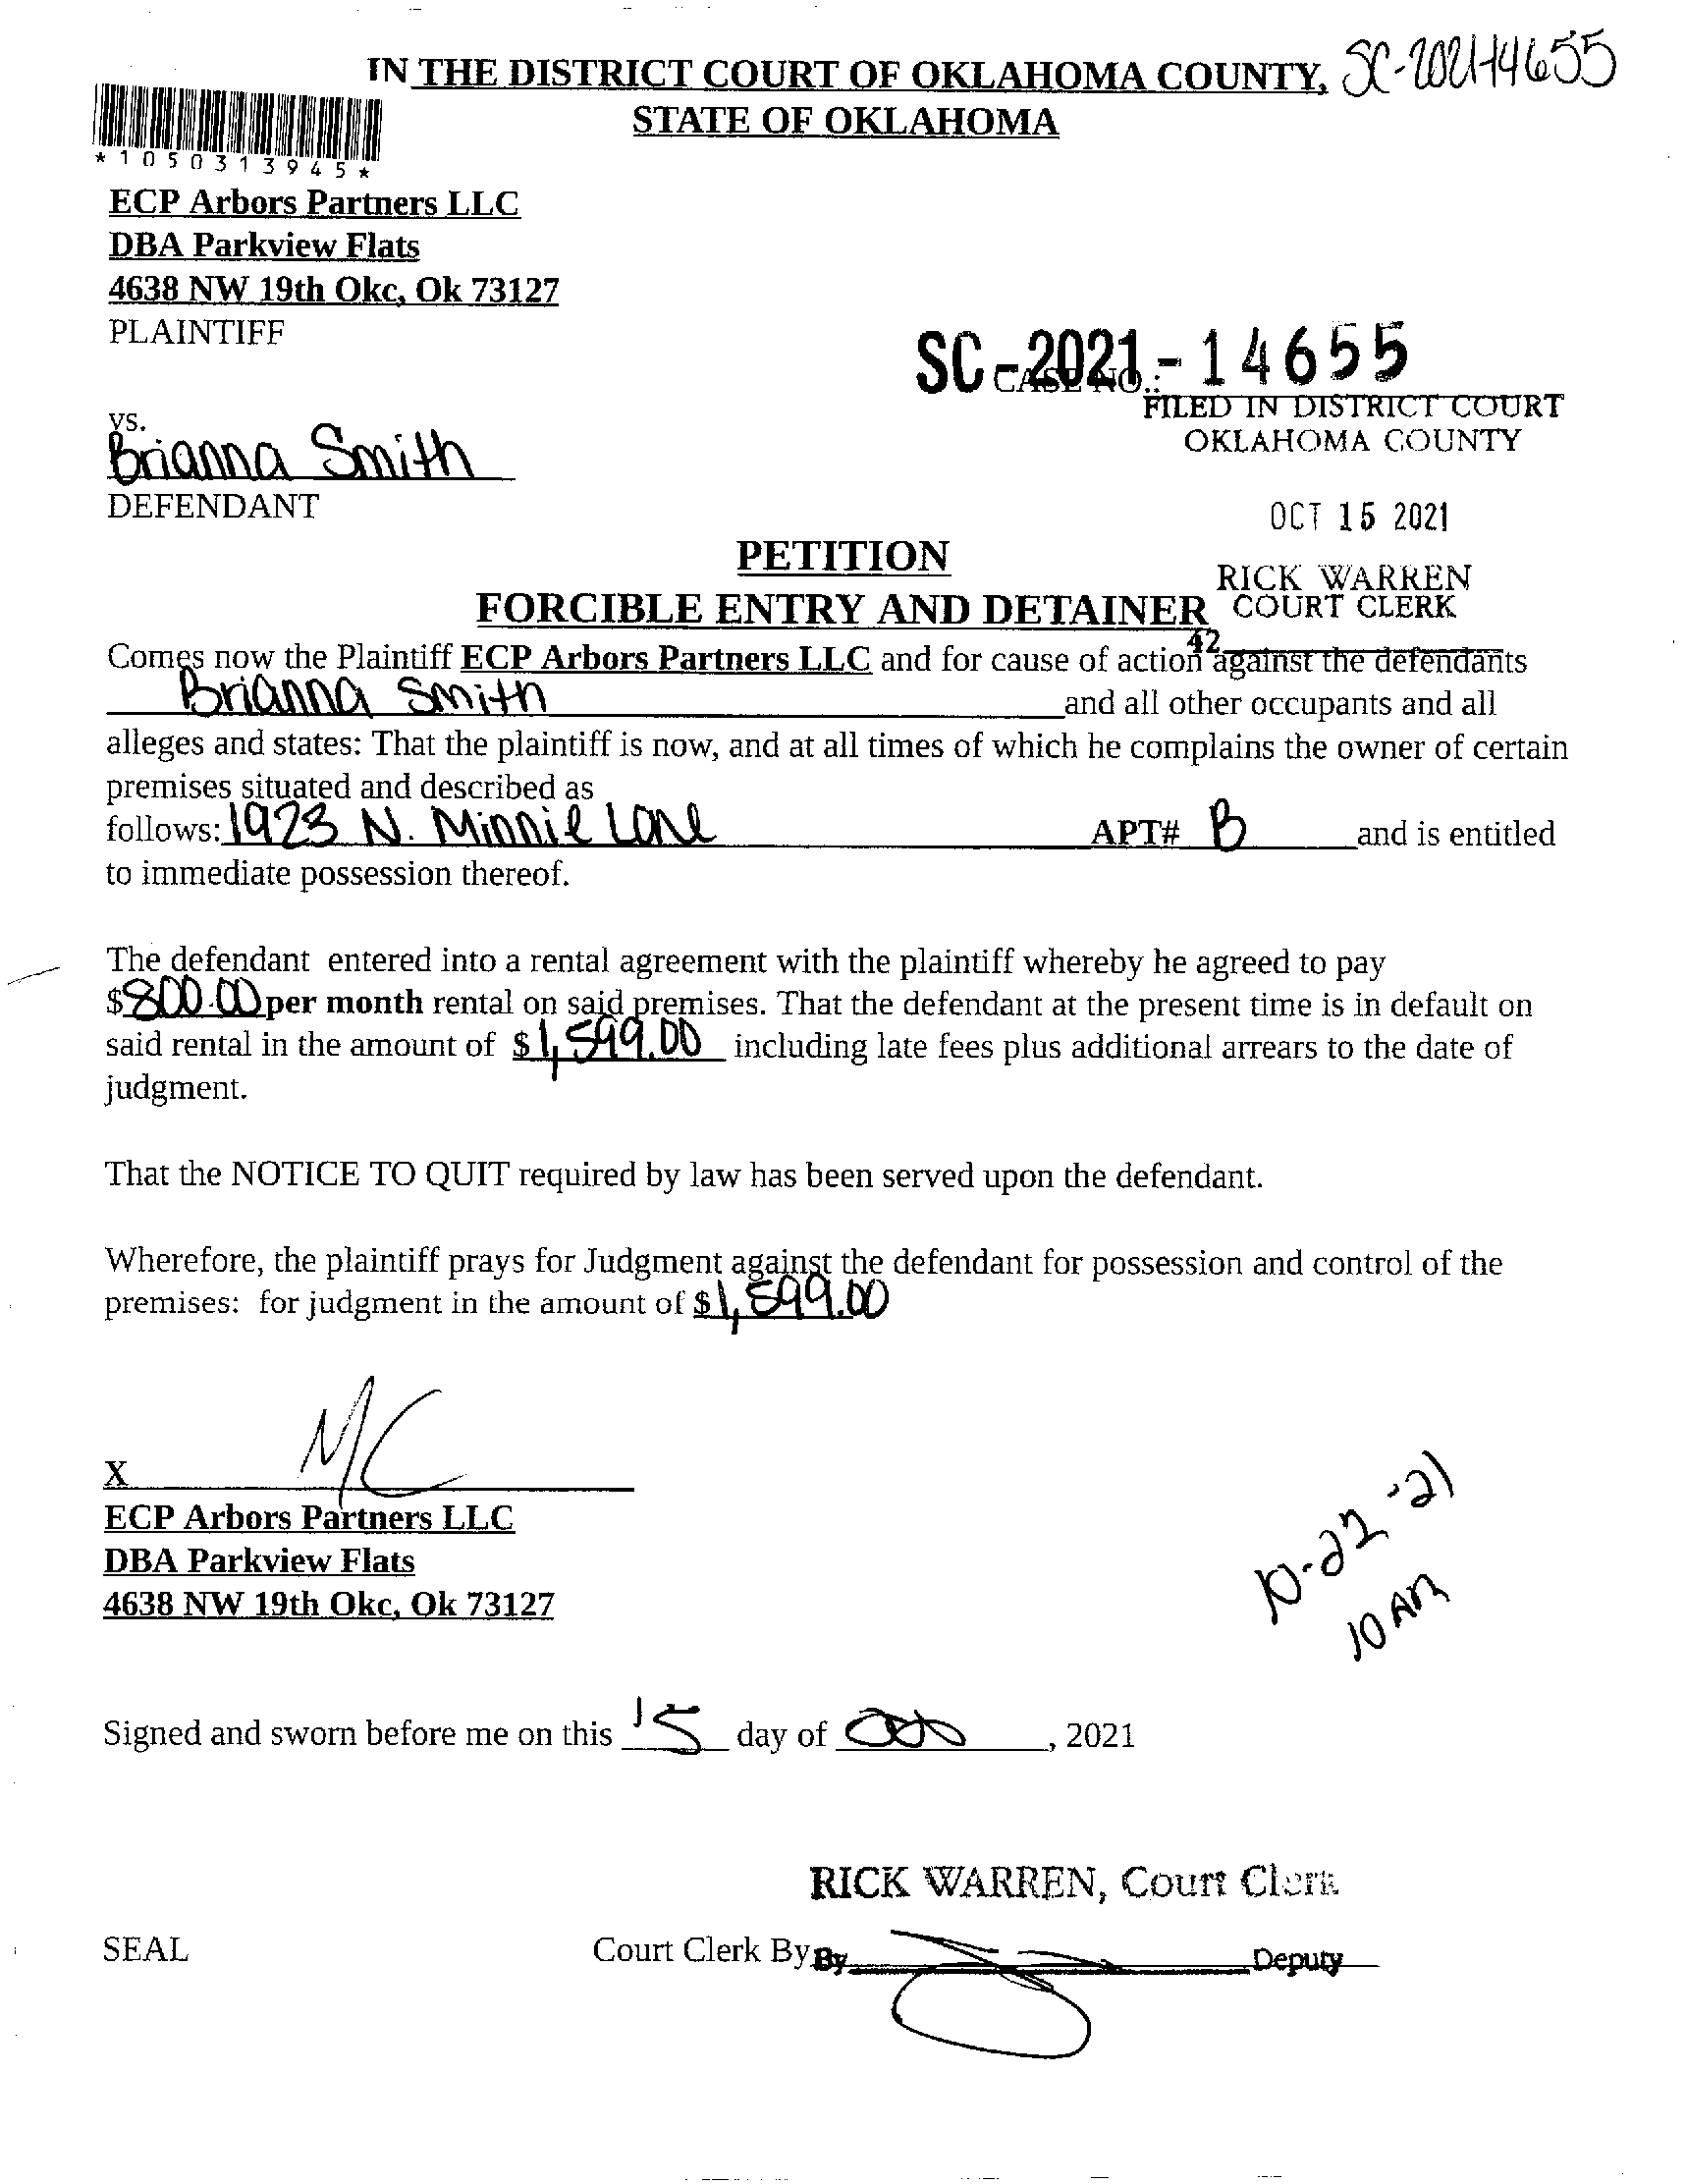 IN THE DISTRICT COURT OF OKLAHOMA COUNTY, SC-2021-14655
STATE OF OKLAHOMA
*1050313945*
ECP Arbors Partners LLC
DBA Parkview Flats
4638 NW 19th Okc, Ok 73127
PLAINTIFF
SC-2021-14655
CASE NO.:
FILED IN DISTRICT COURT
OKLAHOMA COUNTY
vs.
Brianna Smith
DEFENDANT
OCT 15 2021
PETITION
RICK WARREN
FORCIBLE ENTRY AND DETAINER COURT CLERK
42
Comes now the Plaintiff ECP Arbors Partners LLC and for cause of action against the defendants
Brianna Smith and all other occupants and all
alleges and states: That the plaintiff is now, and at all times of which he complains the owner of certain
premises situated and described as
follows: 1923 N. Minnie Lane APT# B and is entitled
to immediate possession thereof.
The defendant entered into a rental agreement with the plaintiff whereby he agreed to pay
$800.00 per month rental on said premises. That the defendant at the present time is in default on
said rental in the amount of $1,599.00 including late fees plus additional arrears to the date of
judgment.
That the NOTICE TO QUIT required by law has been served upon the defendant.
Wherefore, the plaintiff prays for Judgment against the defendant for possession and control of the
premises: for judgment in the amount of $1,599.00
X MC
ECP Arbors Partners LLC
DBA Parkview Flats
4638 NW 19th Okc, Ok 73127
10-22-21
10 AM
Signed and sworn before me on this 15 day of Oct, 2021
RICK WARREN, Court Clerk
SEAL Court Clerk By By Deputy